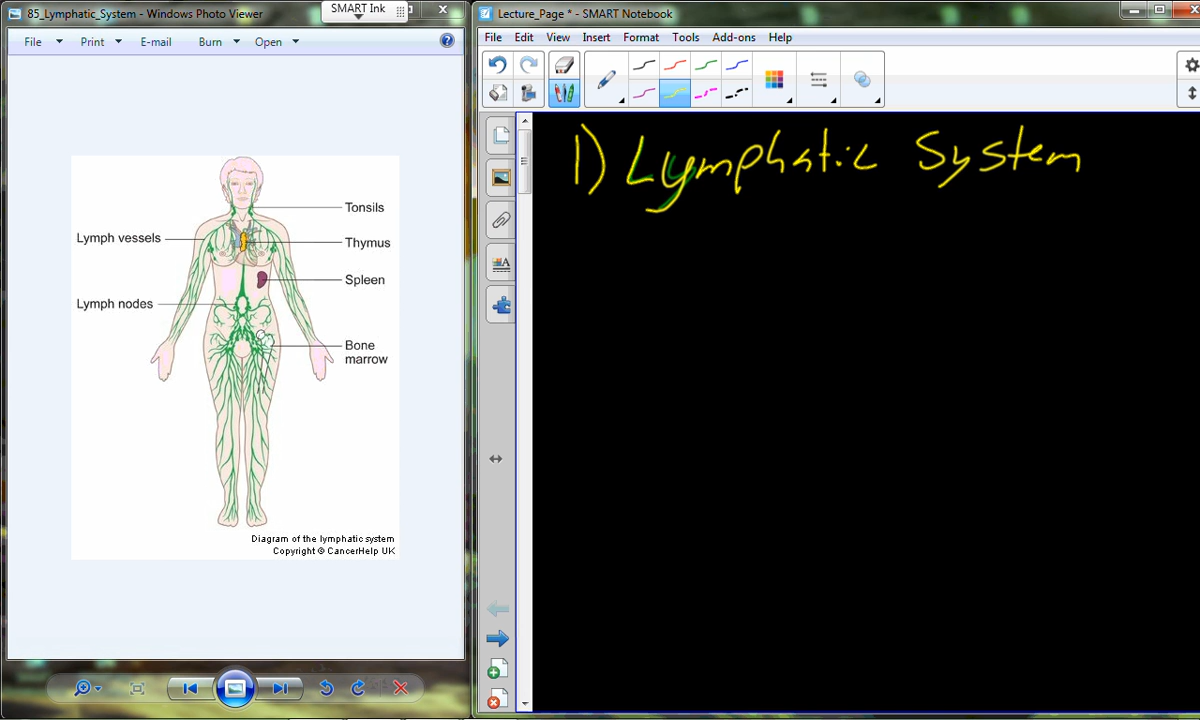 85_Lymphatic_System - Windows Photo Viewer
SMART Ink
File Print E-mail Burn Open
Tonsils
Lymph vessels
Thymus
Spleen
Lymph nodes
Bone
marrow
Diagram of the lymphatic system
Copyright © CancerHelp UK
Lecture_Page * - SMART Notebook
File Edit View Insert Format Tools Add-ons Help
1) Lymphatic System